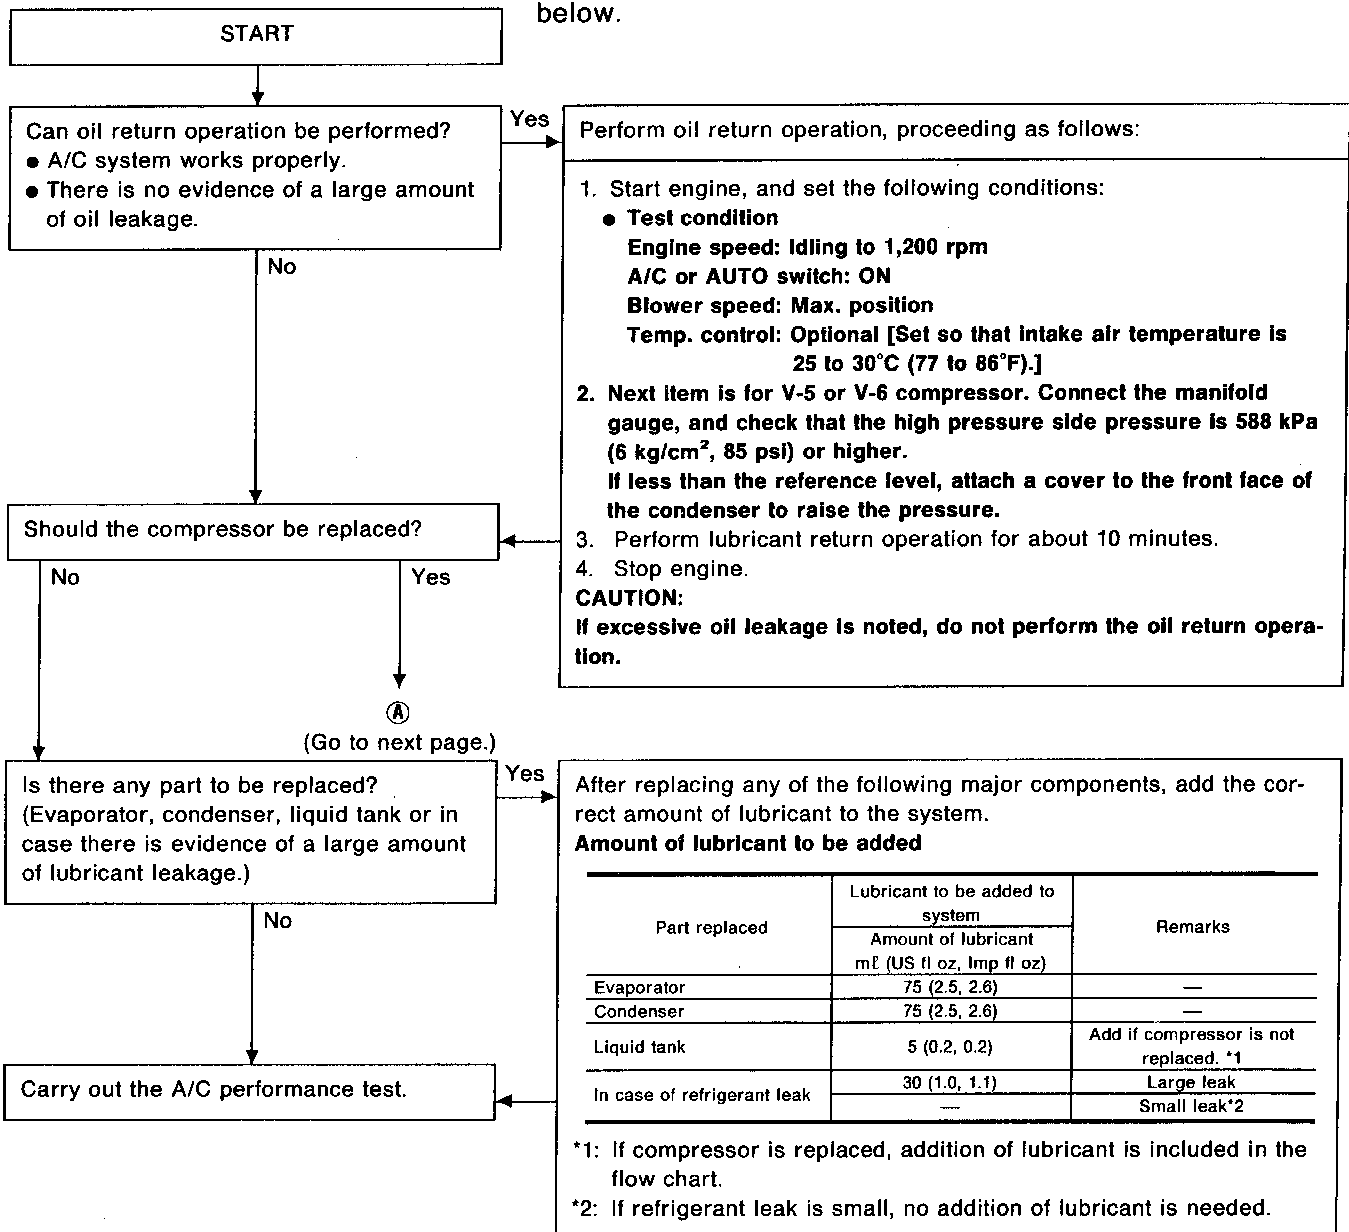 below.
START
Can oil return operation be performed?
● A/C system works properly.
● There is no evidence of a large amount
of oil leakage.
Yes
No
Perform oil return operation, proceeding as follows:
1. Start engine, and set the following conditions:
● Test condition
Engine speed: Idling to 1,200 rpm
A/C or AUTO switch: ON
Blower speed: Max. position
Temp. control: Optional [Set so that intake air temperature is
25 to 30°C (77 to 86°F).]
2. Next item is for V-5 or V-6 compressor. Connect the manifold
gauge, and check that the high pressure side pressure is 588 kPa
(6 kg/cm², 85 psi) or higher.
If less than the reference level, attach a cover to the front face of
the condenser to raise the pressure.
3. Perform lubricant return operation for about 10 minutes.
4. Stop engine.
CAUTION:
If excessive oil leakage is noted, do not perform the oil return opera-
tion.
Should the compressor be replaced?
No
Yes
Ⓐ
(Go to next page.)
Is there any part to be replaced?
(Evaporator, condenser, liquid tank or in
case there is evidence of a large amount
of lubricant leakage.)
Yes
No
After replacing any of the following major components, add the cor-
rect amount of lubricant to the system.
Amount of lubricant to be added
Part replaced
Lubricant to be added to
system
Amount of lubricant
mℓ (US fl oz, Imp fl oz)
Remarks
Evaporator 75 (2.5, 2.6) —
Condenser 75 (2.5, 2.6) —
Liquid tank 5 (0.2, 0.2) Add if compressor is not
replaced. *1
In case of refrigerant leak 30 (1.0, 1.1) Large leak
— Small leak*2
*1: If compressor is replaced, addition of lubricant is included in the
flow chart.
*2: If refrigerant leak is small, no addition of lubricant is needed.
Carry out the A/C performance test.